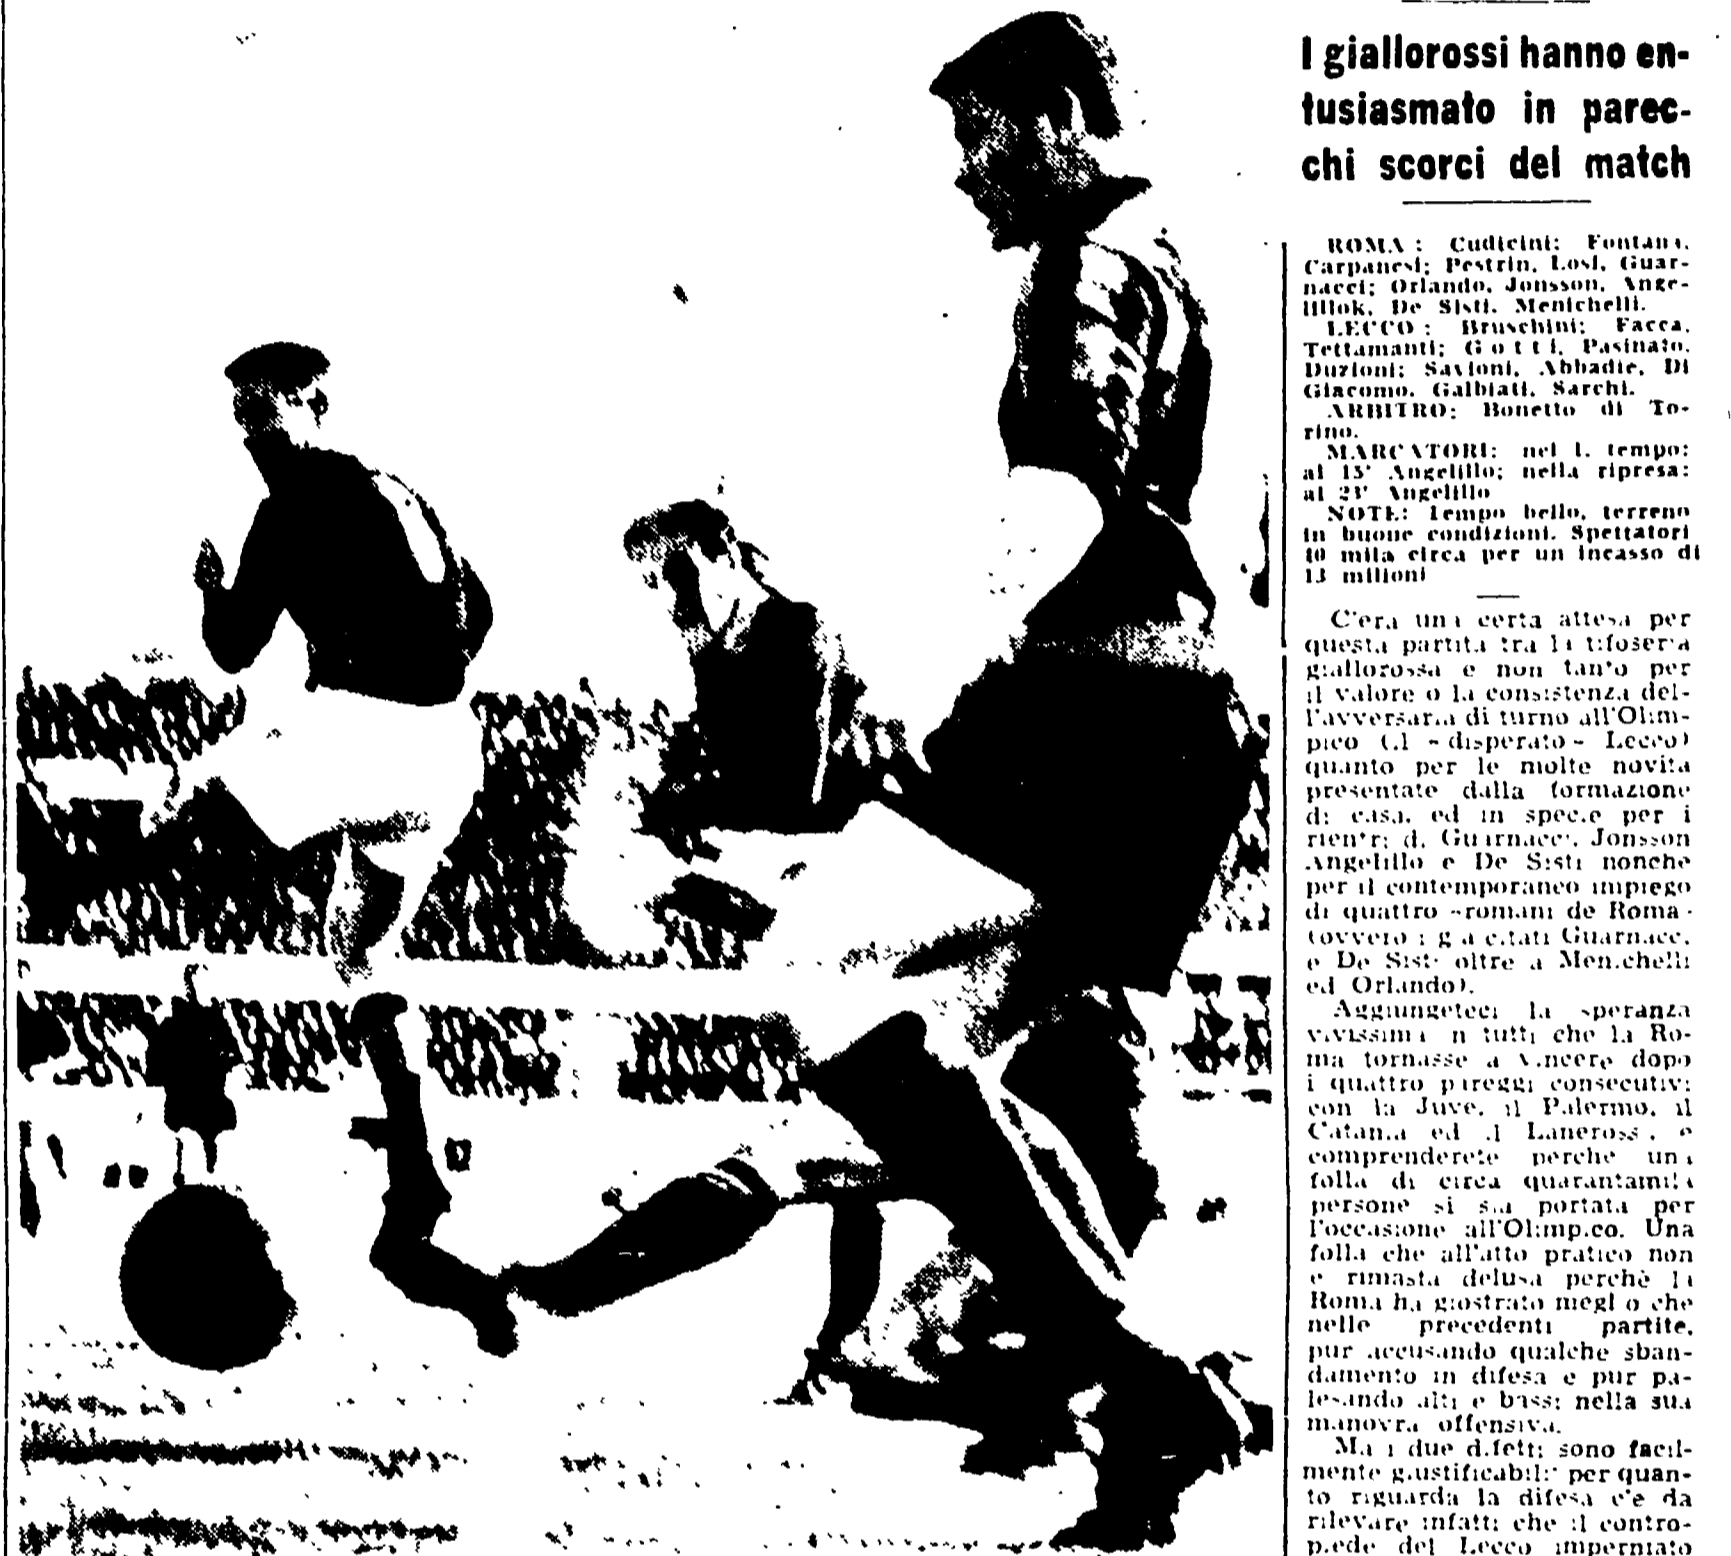 I giallorossi hanno en-
tusiasmato in parec-
chi scorci del match
ROMA: Cudicini; Fontana,
Carpanesi; Pestrin, Losi, Guar-
nacci; Orlando, Jonsson, Ange-
lillok, De Sisti, Menichelli.
LECCO: Bruschini; Facca,
Tettamanti; Gotti, Pasinato,
Duzioni; Savioni, Abbadie, Di
Giacomo, Galbiati, Sarchi.
ARBITRO: Bonetto di To-
rino.
MARCATORI: nel 1. tempo:
al 15' Angelillo; nella ripresa:
al 23' Angelillo
NOTE: Tempo bello, terreno
in buone condizioni. Spettatori
40 mila circa per un incasso di
13 milioni
C'era una certa attesa per
questa partita tra la tifoseria
giallorossa e non tanto per
il valore o la consistenza del-
l'avversaria di turno all'Olim-
pico (il - disperato - Lecco)
quanto per le molte novita
presentate dalla formazione
di casa, ed in specie per i
rientri di Guarnacci, Jonsson
Angelillo e De Sisti nonche
per il contemporaneo impiego
di quattro - romani de Roma -
(ovvero i gia citati Guarnacci,
e De Sisti oltre a Menichelli
ed Orlando).
Aggiungeteci la speranza
vivissima in tutti che la Ro-
ma tornasse a vincere dopo
i quattro pareggi consecutivi
con la Juve, il Palermo, il
Catania ed il Lanerossi, e
comprenderete perche una
folla di circa quarantamila
persone si sia portata per
l'occasione all'Olimpico. Una
folla che all'atto pratico non
e rimasta delusa perchè la
Roma ha giostrato meglio che
nelle precedenti partite,
pur accusando qualche sban-
damento in difesa e pur pa-
lesando alti e bassi nella sua
manovra offensiva.
Ma i due difetti sono facil-
mente giustificabili: per quan-
to riguarda la difesa c'e da
rilevare infatti che il contro-
piede del Lecco imperniato